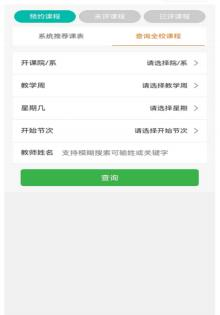 预约课程 未评课程 已评课程
系统推荐课表 查询全校课程
开课院/系 请选择院/系 >
教学周 请选择教学周 >
星期几 请选择星期 >
开始节次 请选择开始节次 >
教师姓名 支持模糊搜索可输姓或关键字
查询